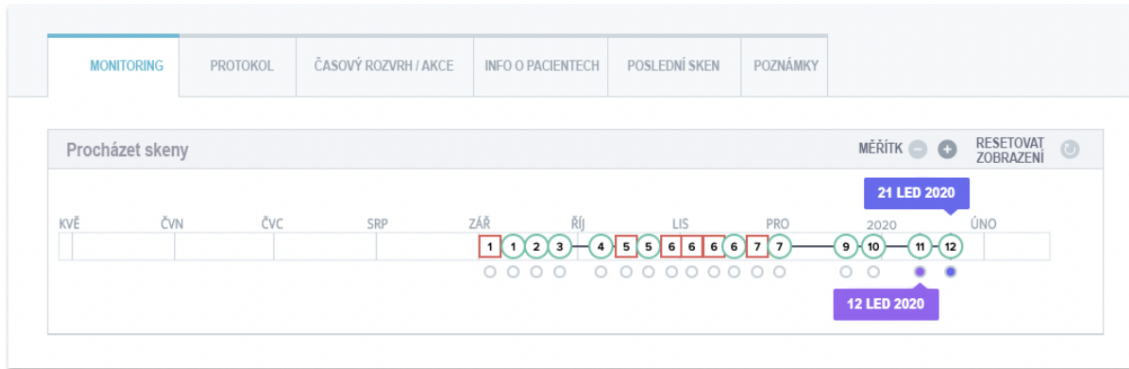 MONITORING PROTOKOL ČASOVÝ ROZVRH / AKCE INFO O PACIENTECH POSLEDNÍ SKEN POZNÁMKY
Procházet skeny MĚŘÍTK RESETOVAT
ZOBRAZENÍ
21 LED 2020
KVĚ ČVN ČVC SRP ZÁŘ ŘÍJ LIS PRO 2020 ÚNO
1 1 2 3 4 5 5 6 6 6 6 7 7 9 10 11 12
12 LED 2020